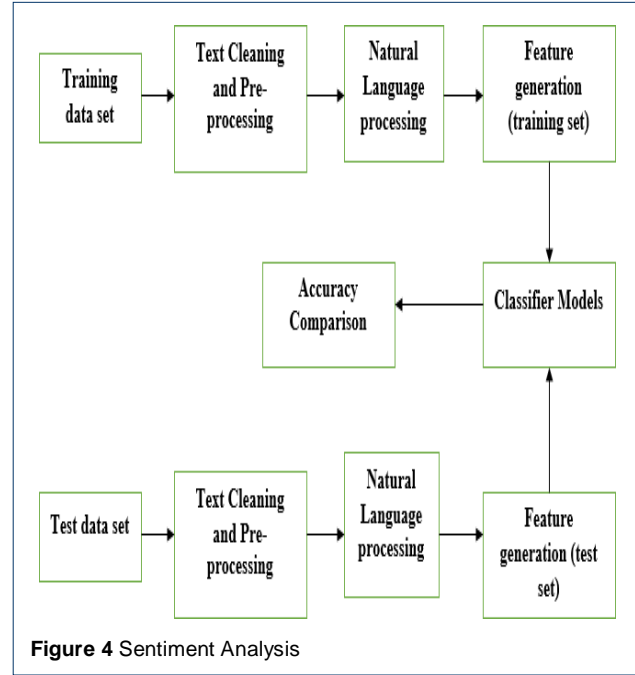 Training
data set
Text Cleaning
and Pre-
processing
Natural
Language
processing
Feature
generation
(training set)
Accuracy
Comparison
Classifier Models
Test data set
Text Cleaning
and Pre-
processing
Natural
Language
processing
Feature
generation (test
set)
Figure 4 Sentiment Analysis